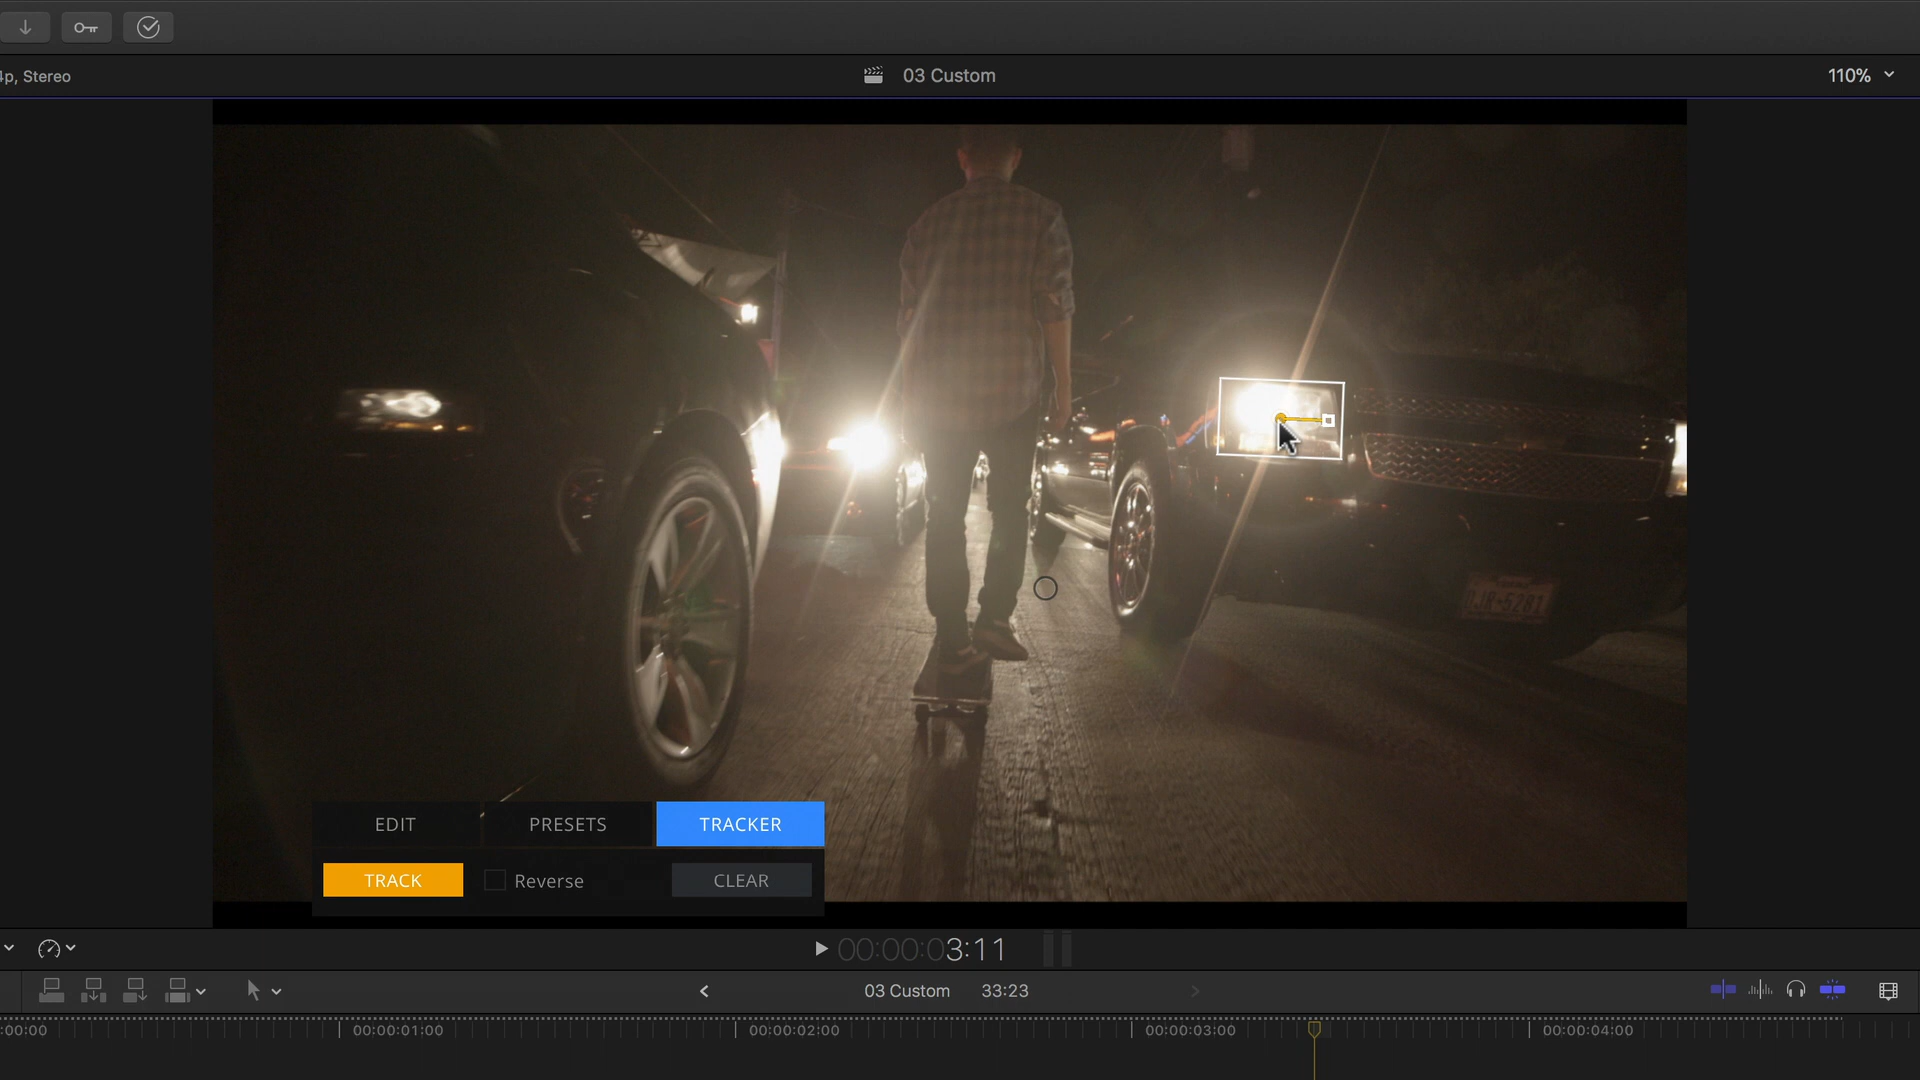 4p, Stereo
03 Custom
110%
EDIT
PRESETS
TRACKER
TRACK
Reverse
CLEAR
00:00:03:11
03 Custom
33:23
:00:00
00:00:01:00
00:00:02:00
00:00:03:00
00:00:04:00